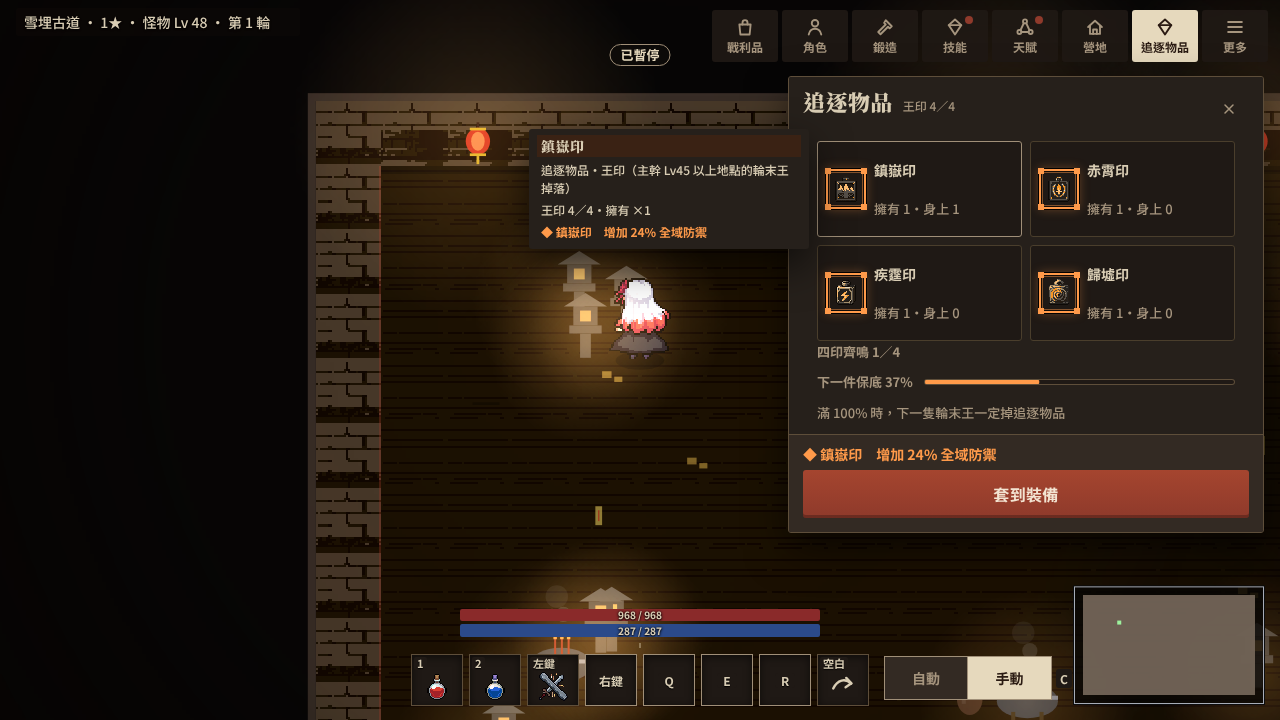 雪埋古道 • 1★ • 怪物 Lv 48 • 第 1 輪
已暫停
戰利品
角色
鍛造
技能
天賦
營地
追逐物品
更多
追逐物品 王印 4／4
×
鎮嶽印
追逐物品・王印（主幹 Lv45 以上地點的輪末王
掉落）
王印 4／4・擁有 ×1
◆ 鎮嶽印 增加 24% 全域防禦
鎮嶽印
擁有 1・身上 1
赤霄印
擁有 1・身上 0
疾霆印
擁有 1・身上 0
歸墟印
擁有 1・身上 0
四印齊鳴 1／4
下一件保底 37%
滿 100% 時，下一隻輪末王一定掉追逐物品
◆ 鎮嶽印 增加 24% 全域防禦
套到裝備
968 / 968
287 / 287
1
2
左鍵
右鍵
Q
E
R
空白
自動
手動
C